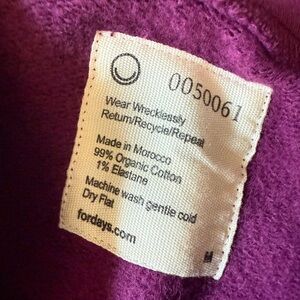 0050061
Wear Wrecklessly
Return/Recycle/Repeat
Made in Morocco
99% Organic Cotton
1% Elastane
Machine wash gentle cold
Dry Flat
fordays.com
M